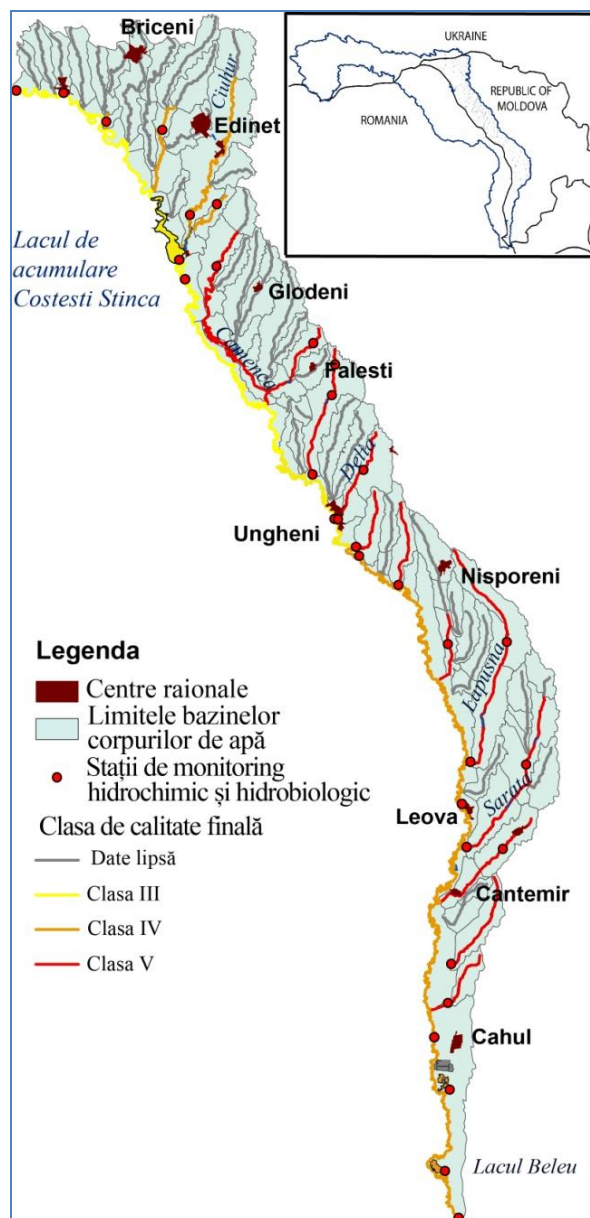 Briceni
UKRAINE
REPUBLIC OF
MOLDOVA
ROMANIA
Ciuhur
Edinet
Lacul de
acumulare
Costesti Stinca
Glodeni
Camenca
Falesti
Delia
Ungheni
Nisporeni
Lapusna
Legenda
Centre raionale
Limitele bazinelor
corpurilor de apă
Stații de monitoring
hidrochimic și hidrobiologic
Clasa de calitate finală
Date lipsă
Clasa III
Clasa IV
Clasa V
Sarata
Leova
Cantemir
Cahul
Lacul Beleu